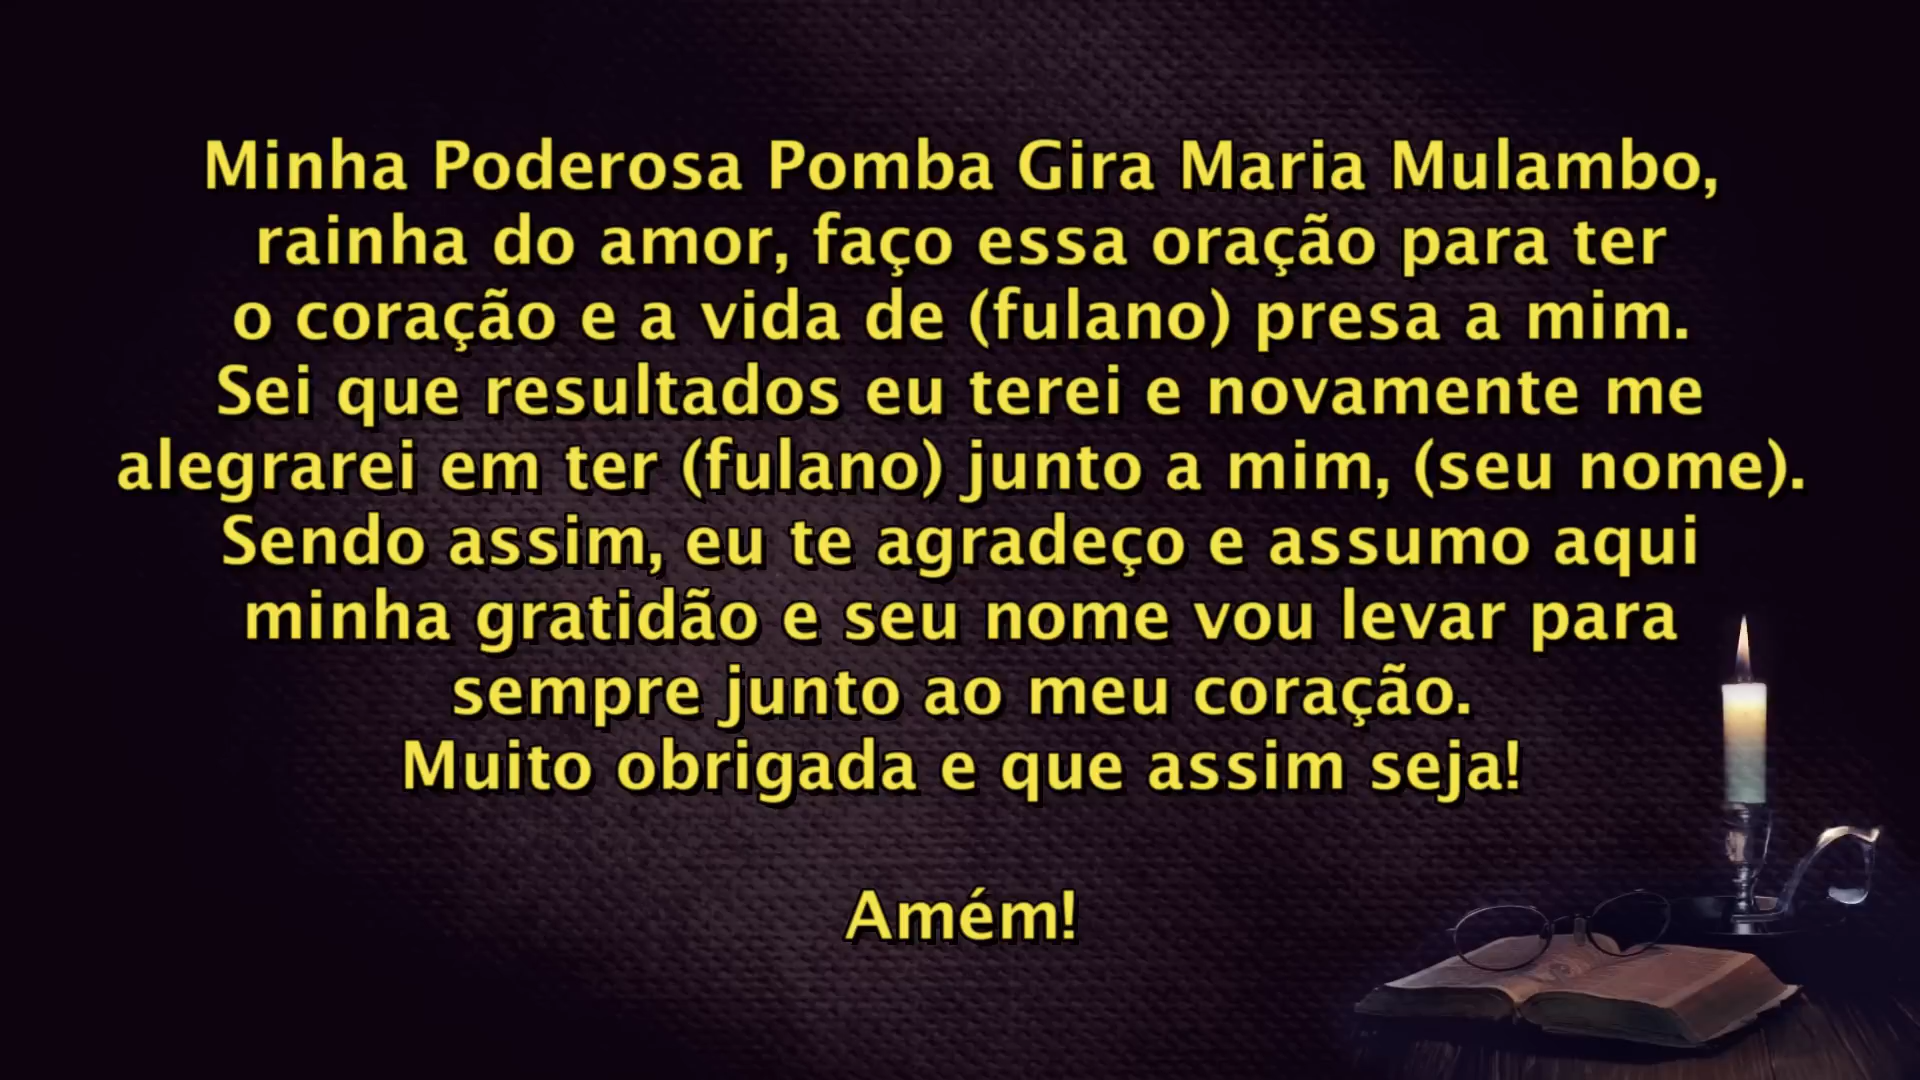 Minha Poderosa Pomba Gira Maria Mulambo,
rainha do amor, faço essa oração para ter
o coração e a vida de (fulano) presa a mim.
Sei que resultados eu terei e novamente me
alegrarei em ter (fulano) junto a mim, (seu nome).
Sendo assim, eu te agradeço e assumo aqui
minha gratidão e seu nome vou levar para
sempre junto ao meu coração.
Muito obrigada e que assim seja!
Amém!